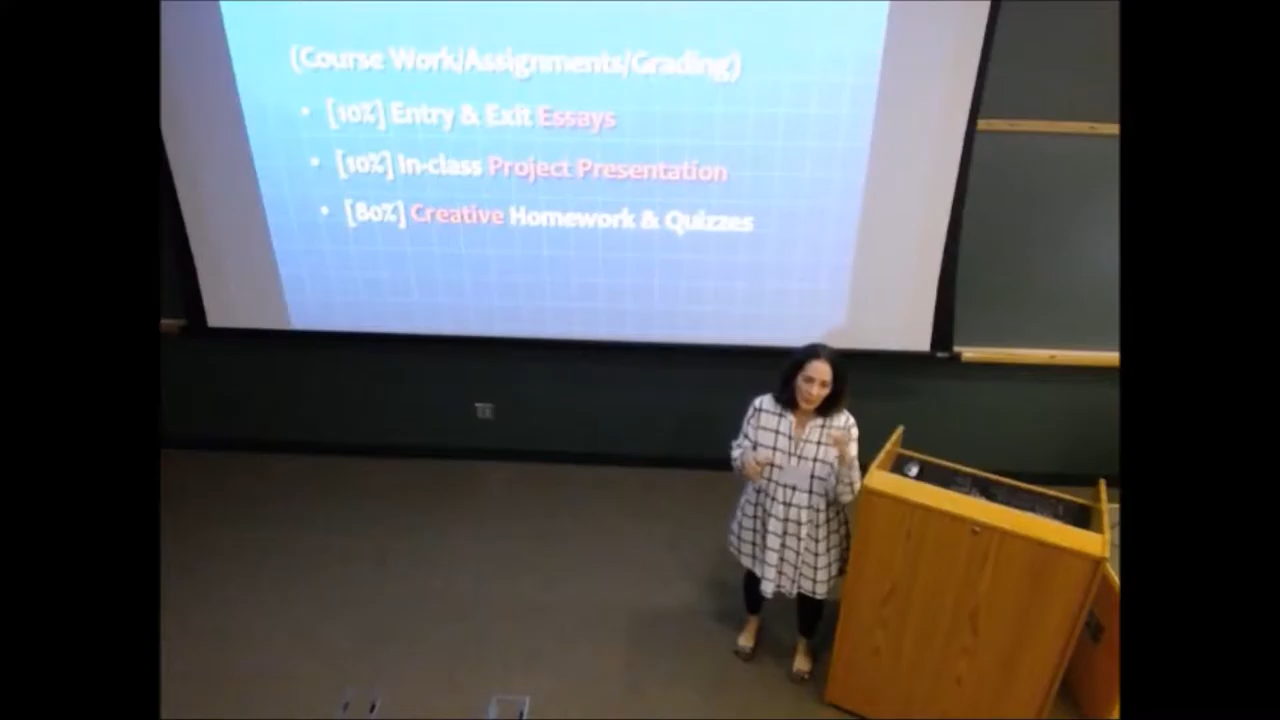 (Course Work/Assignments/Grading)
• [10%] Entry & Exit Essays
• [10%] In-class Project Presentation
• [80%] Creative Homework & Quizzes